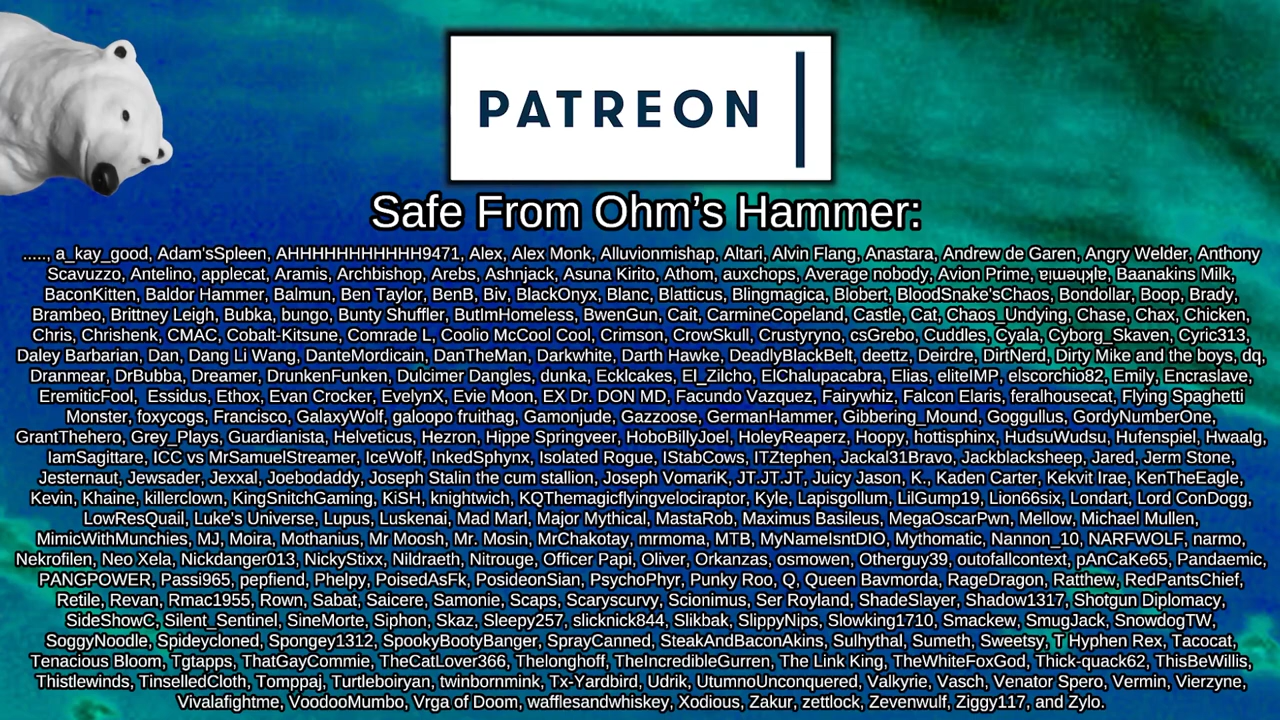 PATREON
Safe From Ohm's Hammer:
....., a_kay_good, Adam'sSpleen, AHHHHHHHHHHH9471, Alex, Alex Monk, Alluvionmishap, Altari, Alvin Flang, Anastara, Andrew de Garen, Angry Welder, Anthony
Scavuzzo, Antelino, applecat, Aramis, Archbishop, Arebs, Ashnjack, Asuna Kirito, Athom, auxchops, Average nobody, Avion Prime, ɐıɯǝuʞlɐ, Baanakins Milk,
BaconKitten, Baldor Hammer, Balmun, Ben Taylor, BenB, Biv, BlackOnyx, Blanc, Blatticus, Blingmagica, Blobert, BloodSnake'sChaos, Bondollar, Boop, Brady,
Brambeo, Brittney Leigh, Bubka, bungo, Bunty Shuffler, ButImHomeless, BwenGun, Cait, CarmineCopeland, Castle, Cat, Chaos_Undying, Chase, Chax, Chicken,
Chris, Chrishenk, CMAC, Cobalt-Kitsune, Comrade L, Coolio McCool Cool, Crimson, CrowSkull, Crustyryno, csGrebo, Cuddles, Cyala, Cyborg_Skaven, Cyric313,
Daley Barbarian, Dan, Dang Li Wang, DanteMordicain, DanTheMan, Darkwhite, Darth Hawke, DeadlyBlackBelt, deettz, Deirdre, DirtNerd, Dirty Mike and the boys, dq,
Dranmear, DrBubba, Dreamer, DrunkenFunken, Dulcimer Dangles, dunka, Ecklcakes, El_Zilcho, ElChalupacabra, Elias, eliteIMP, elscorchio82, Emily, Encraslave,
EremiticFool, Essidus, Ethox, Evan Crocker, EvelynX, Evie Moon, EX Dr. DON MD, Facundo Vazquez, Fairywhiz, Falcon Elaris, feralhousecat, Flying Spaghetti
Monster, foxycogs, Francisco, GalaxyWolf, galoopo fruithag, Gamonjude, Gazzoose, GermanHammer, Gibbering_Mound, Goggullus, GordyNumberOne,
GrantThehero, Grey_Plays, Guardianista, Helveticus, Hezron, Hippe Springveer, HoboBillyJoel, HoleyReaperz, Hoopy, hottisphinx, HudsuWudsu, Hufenspiel, Hwaalg,
IamSagittare, ICC vs MrSamuelStreamer, IceWolf, InkedSphynx, Isolated Rogue, IStabCows, ITZtephen, Jackal31Bravo, Jackblacksheep, Jared, Jerm Stone,
Jesternaut, Jewsader, Jexxal, Joebodaddy, Joseph Stalin the cum stallion, Joseph VomariK, JT.JT.JT, Juicy Jason, K., Kaden Carter, Kekvit Irae, KenTheEagle,
Kevin, Khaine, killerclown, KingSnitchGaming, KiSH, knightwich, KQThemagicflyingvelociraptor, Kyle, Lapisgollum, LilGump19, Lion66six, Londart, Lord ConDogg,
LowResQuail, Luke's Universe, Lupus, Luskenai, Mad Marl, Major Mythical, MastaRob, Maximus Basileus, MegaOscarPwn, Mellow, Michael Mullen,
MimicWithMunchies, MJ, Moira, Mothanius, Mr Moosh, Mr. Mosin, MrChakotay, mrmoma, MTB, MyNameIsntDIO, Mythomatic, Nannon_10, NARFWOLF, narmo,
Nekrofilen, Neo Xela, Nickdanger013, NickyStixx, Nildraeth, Nitrouge, Officer Papi, Oliver, Orkanzas, osmowen, Otherguy39, outofallcontext, pAnCaKe65, Pandaemic,
PANGPOWER, Passi965, pepfiend, Phelpy, PoisedAsFk, PosideonSian, PsychoPhyr, Punky Roo, Q, Queen Bavmorda, RageDragon, Ratthew, RedPantsChief,
Retile, Revan, Rmac1955, Rown, Sabat, Saicere, Samonie, Scaps, Scaryscurvy, Scionimus, Ser Royland, ShadeSlayer, Shadow1317, Shotgun Diplomacy,
SideShowC, Silent_Sentinel, SineMorte, Siphon, Skaz, Sleepy257, slicknick844, Slikbak, SlippyNips, Slowking1710, Smackew, SmugJack, SnowdogTW,
SoggyNoodle, Spideycloned, Spongey1312, SpookyBootyBanger, SprayCanned, SteakAndBaconAkins, Sulhythal, Sumeth, Sweetsy, T Hyphen Rex, Tacocat,
Tenacious Bloom, Tgtapps, ThatGayCommie, TheCatLover366, Thelonghoff, TheIncredibleGurren, The Link King, TheWhiteFoxGod, Thick-quack62, ThisBeWillis,
Thistlewinds, TinselledCloth, Tomppaj, Turtleboiryan, twinbornmink, Tx-Yardbird, Udrik, UtumnoUnconquered, Valkyrie, Vasch, Venator Spero, Vermin, Vierzyne,
Vivalafightme, VoodooMumbo, Vrga of Doom, wafflesandwhiskey, Xodious, Zakur, zettlock, Zevenwulf, Ziggy117, and Zylo.